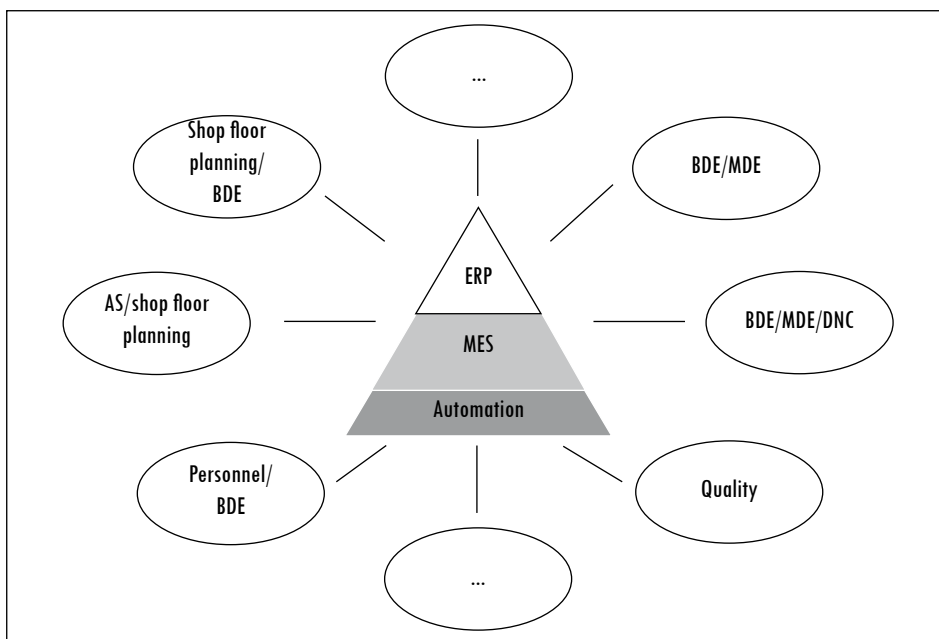 ...
Shop floor
planning/
BDE
BDE/MDE
ERP
AS/shop floor
planning
BDE/MDE/DNC
MES
Automation
Personnel/
BDE
Quality
...